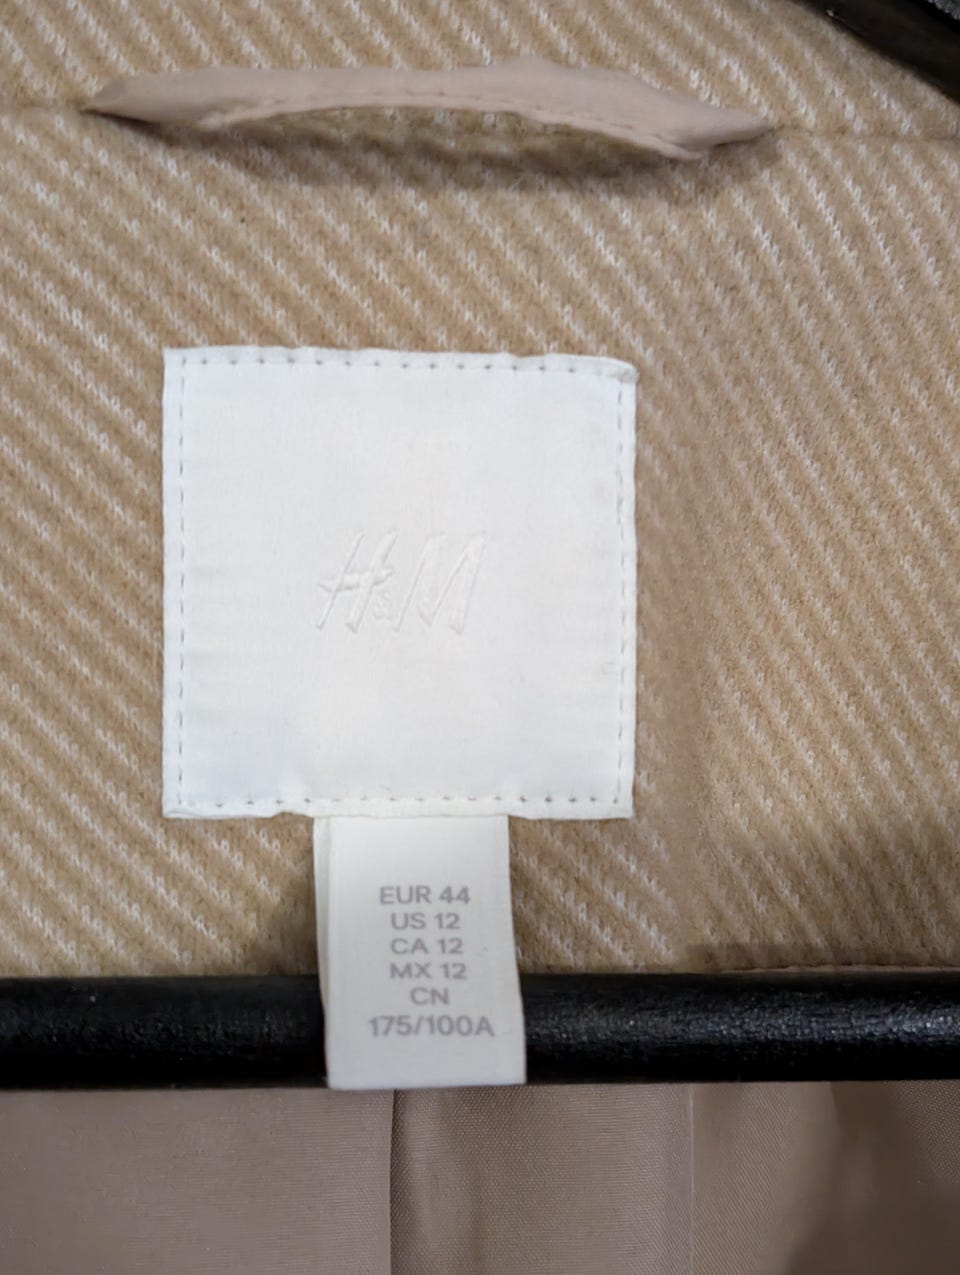 H&M
EUR 44
US 12
CA 12
MX 12
CN
175/100A